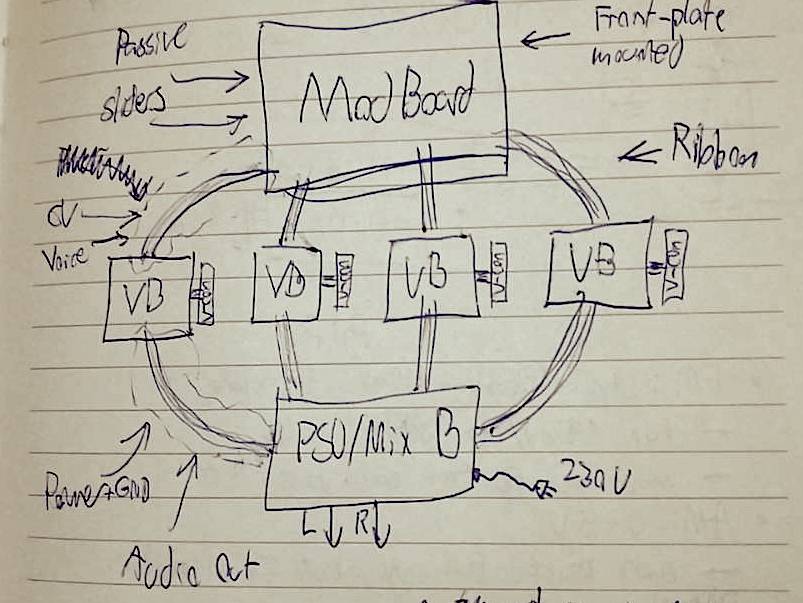 Passive
sliders
Front-plate
mounted
Mod Board
Ribbon
CV
Voice
VB
V-con
VB
V-con
VB
V-con
VB
V-con
PSU/Mix B
230V
Power+GND
L R
Audio out